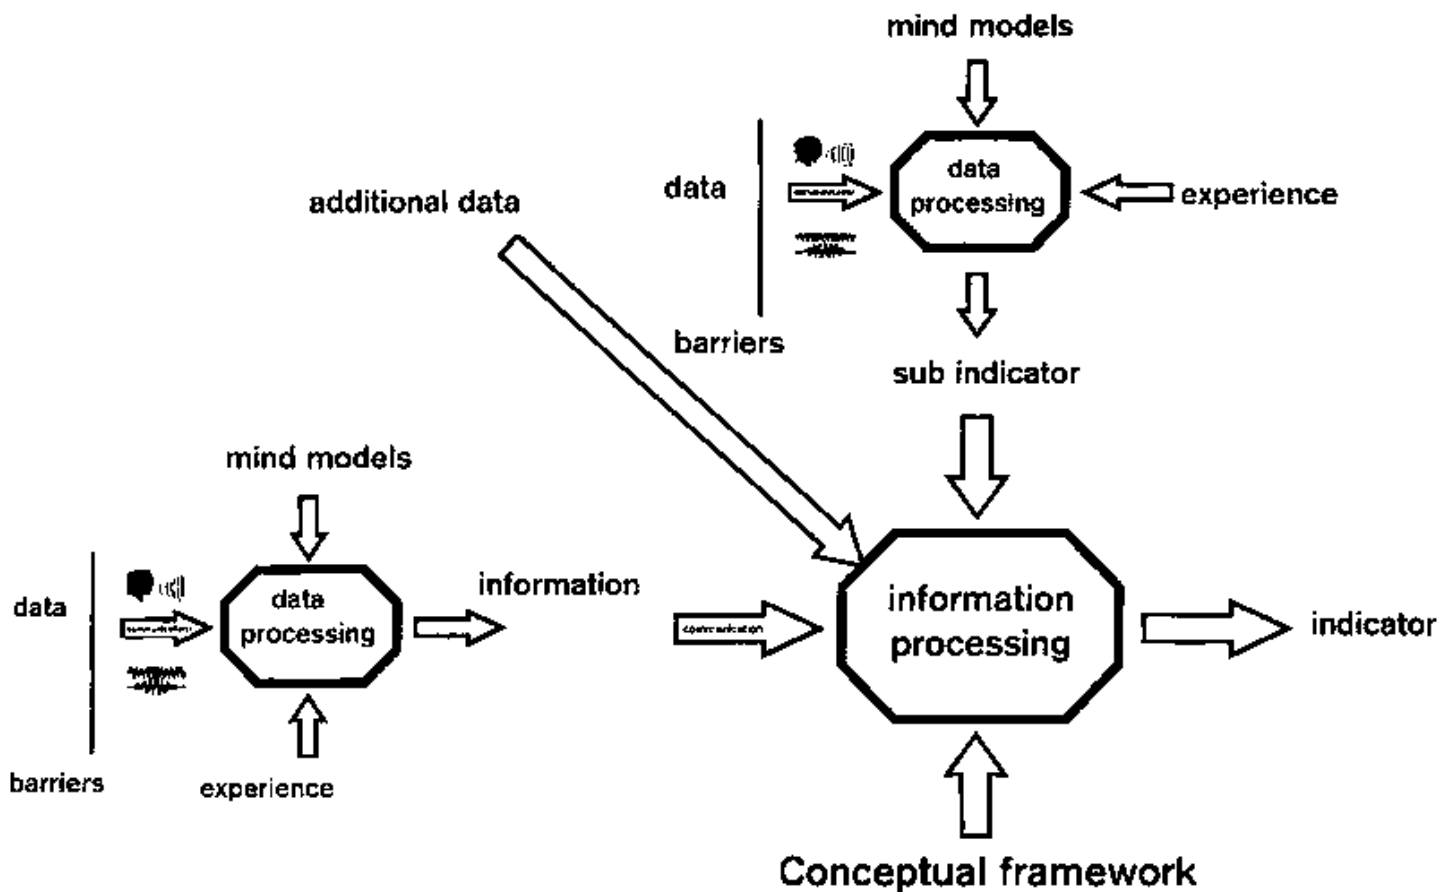 mind models
data
data
processing
experience
additional data
barriers
sub indicator
mind models
data
data
processing
information
communication
information
processing
indicator
barriers
experience
Conceptual framework